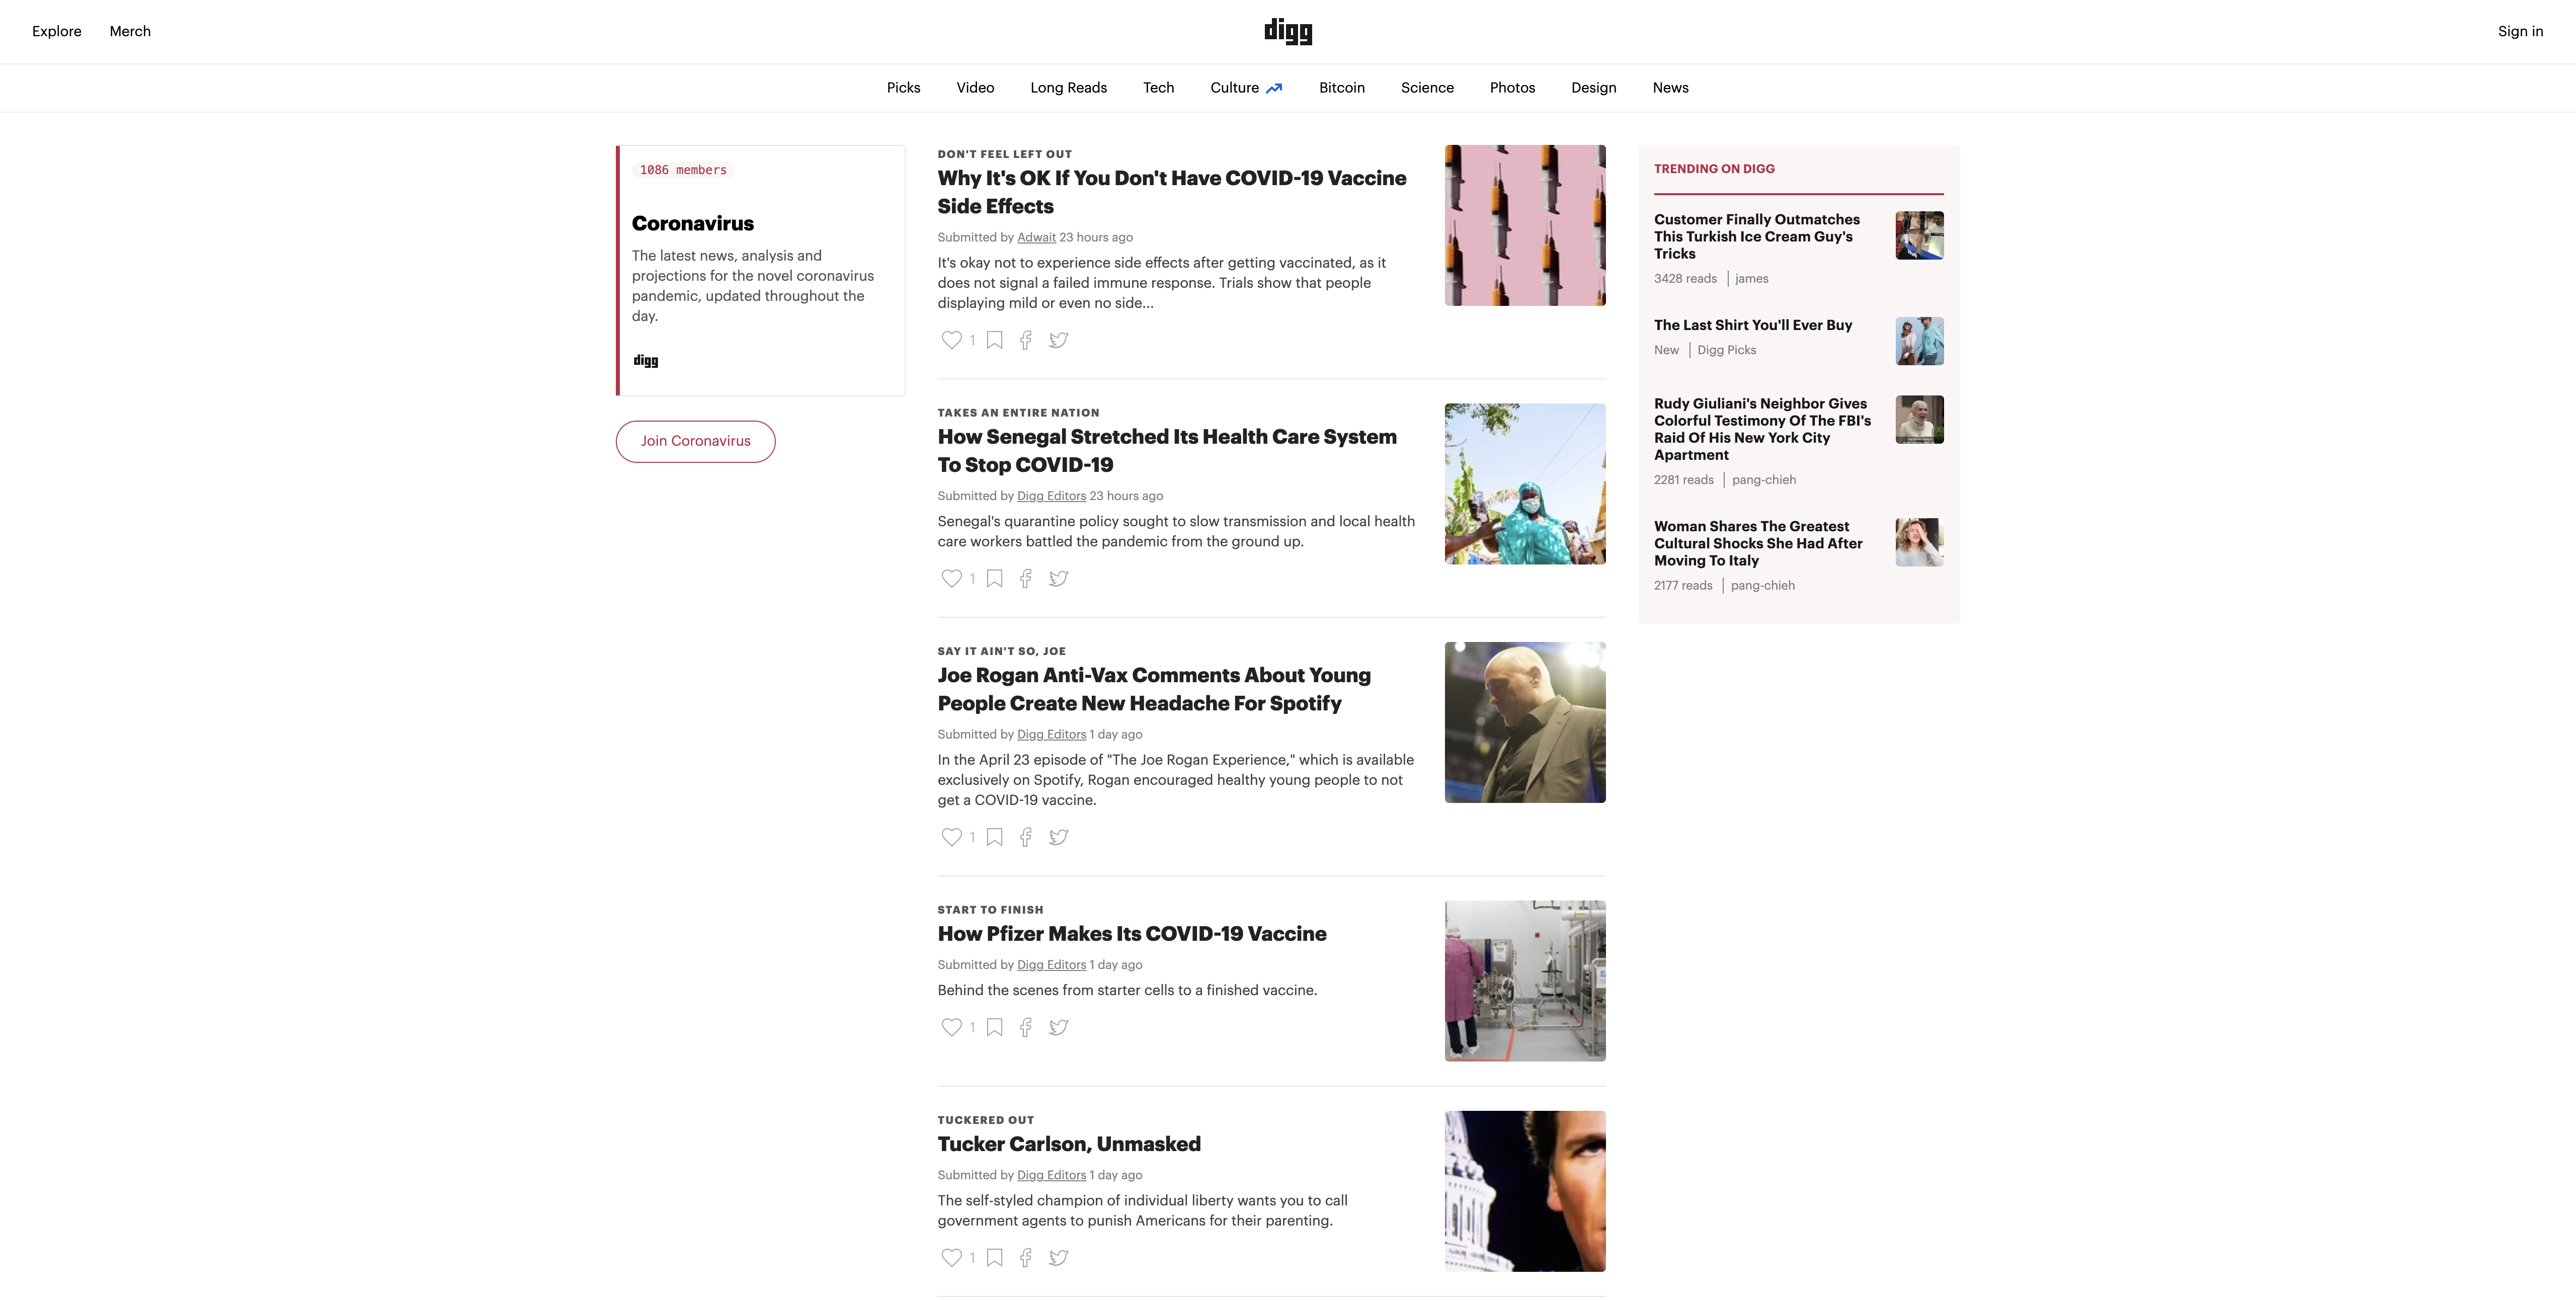 Explore Merch
digg
Sign in
Picks Video Long Reads Tech Culture Bitcoin Science Photos Design News
1086 members
Coronavirus
The latest news, analysis and
projections for the novel coronavirus
pandemic, updated throughout the
day.
digg
Join Coronavirus
DON'T FEEL LEFT OUT
Why It's OK If You Don't Have COVID-19 Vaccine
Side Effects
Submitted by Adwait 23 hours ago
It's okay not to experience side effects after getting vaccinated, as it
does not signal a failed immune response. Trials show that people
displaying mild or even no side...
1
TAKES AN ENTIRE NATION
How Senegal Stretched Its Health Care System
To Stop COVID-19
Submitted by Digg Editors 23 hours ago
Senegal's quarantine policy sought to slow transmission and local health
care workers battled the pandemic from the ground up.
1
SAY IT AIN'T SO, JOE
Joe Rogan Anti-Vax Comments About Young
People Create New Headache For Spotify
Submitted by Digg Editors 1 day ago
In the April 23 episode of "The Joe Rogan Experience," which is available
exclusively on Spotify, Rogan encouraged healthy young people to not
get a COVID-19 vaccine.
1
START TO FINISH
How Pfizer Makes Its COVID-19 Vaccine
Submitted by Digg Editors 1 day ago
Behind the scenes from starter cells to a finished vaccine.
1
TUCKERED OUT
Tucker Carlson, Unmasked
Submitted by Digg Editors 1 day ago
The self-styled champion of individual liberty wants you to call
government agents to punish Americans for their parenting.
1
TRENDING ON DIGG
Customer Finally Outmatches
This Turkish Ice Cream Guy's
Tricks
3428 reads | james
The Last Shirt You'll Ever Buy
New | Digg Picks
Rudy Giuliani's Neighbor Gives
Colorful Testimony Of The FBI's
Raid Of His New York City
Apartment
2281 reads | pang-chieh
Woman Shares The Greatest
Cultural Shocks She Had After
Moving To Italy
2177 reads | pang-chieh